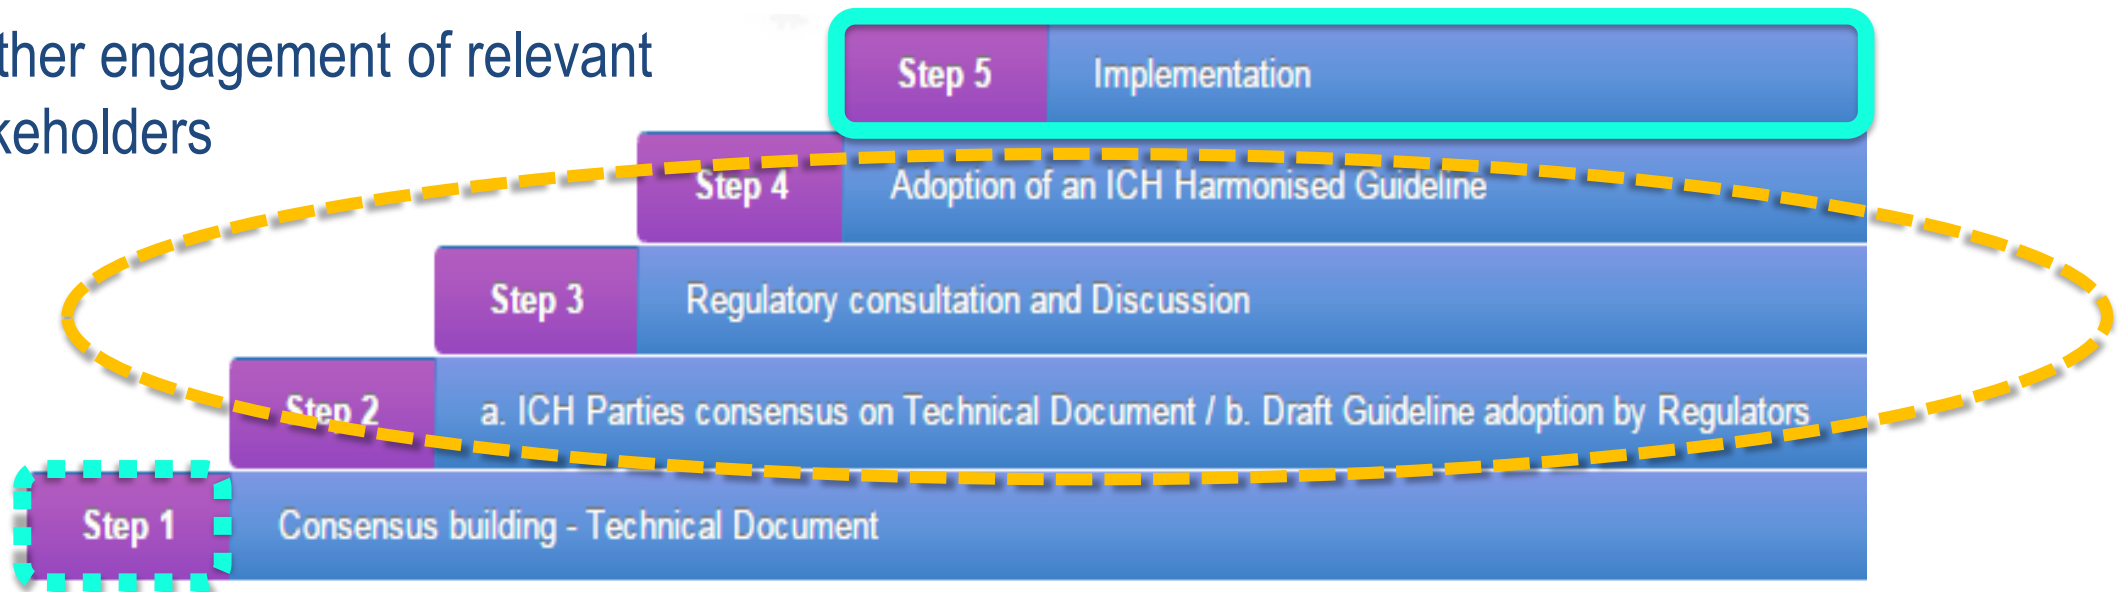 ther engagement of relevant
keholders
Step 5 Implementation
Step 4 Adoption of an ICH Harmonised Guideline
Step 3 Regulatory consultation and Discussion
Step 2 a. ICH Parties consensus on Technical Document / b. Draft Guideline adoption by Regulators
Step 1 Consensus building - Technical Document